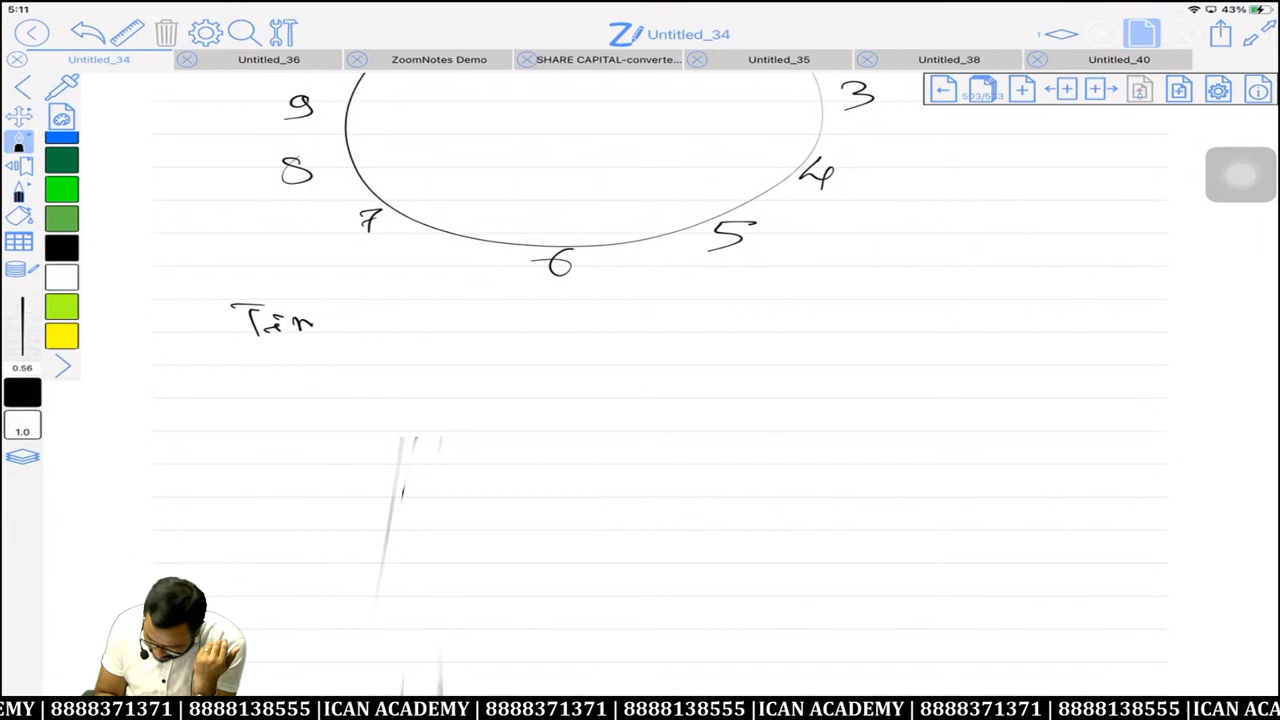 5:11
43%
Untitled_34
1
Untitled_34
Untitled_36
ZoomNotes Demo
SHARE CAPITAL-converte...
Untitled_35
Untitled_38
Untitled_40
9
3
8
4
7
5
6
0.56
1.0
EMY | 8888371371 | 8888138555 |ICAN ACADEMY | 8888371371 | 8888138555 |ICAN ACADEMY | 8888371371 | 8888138555 |ICAN ACA